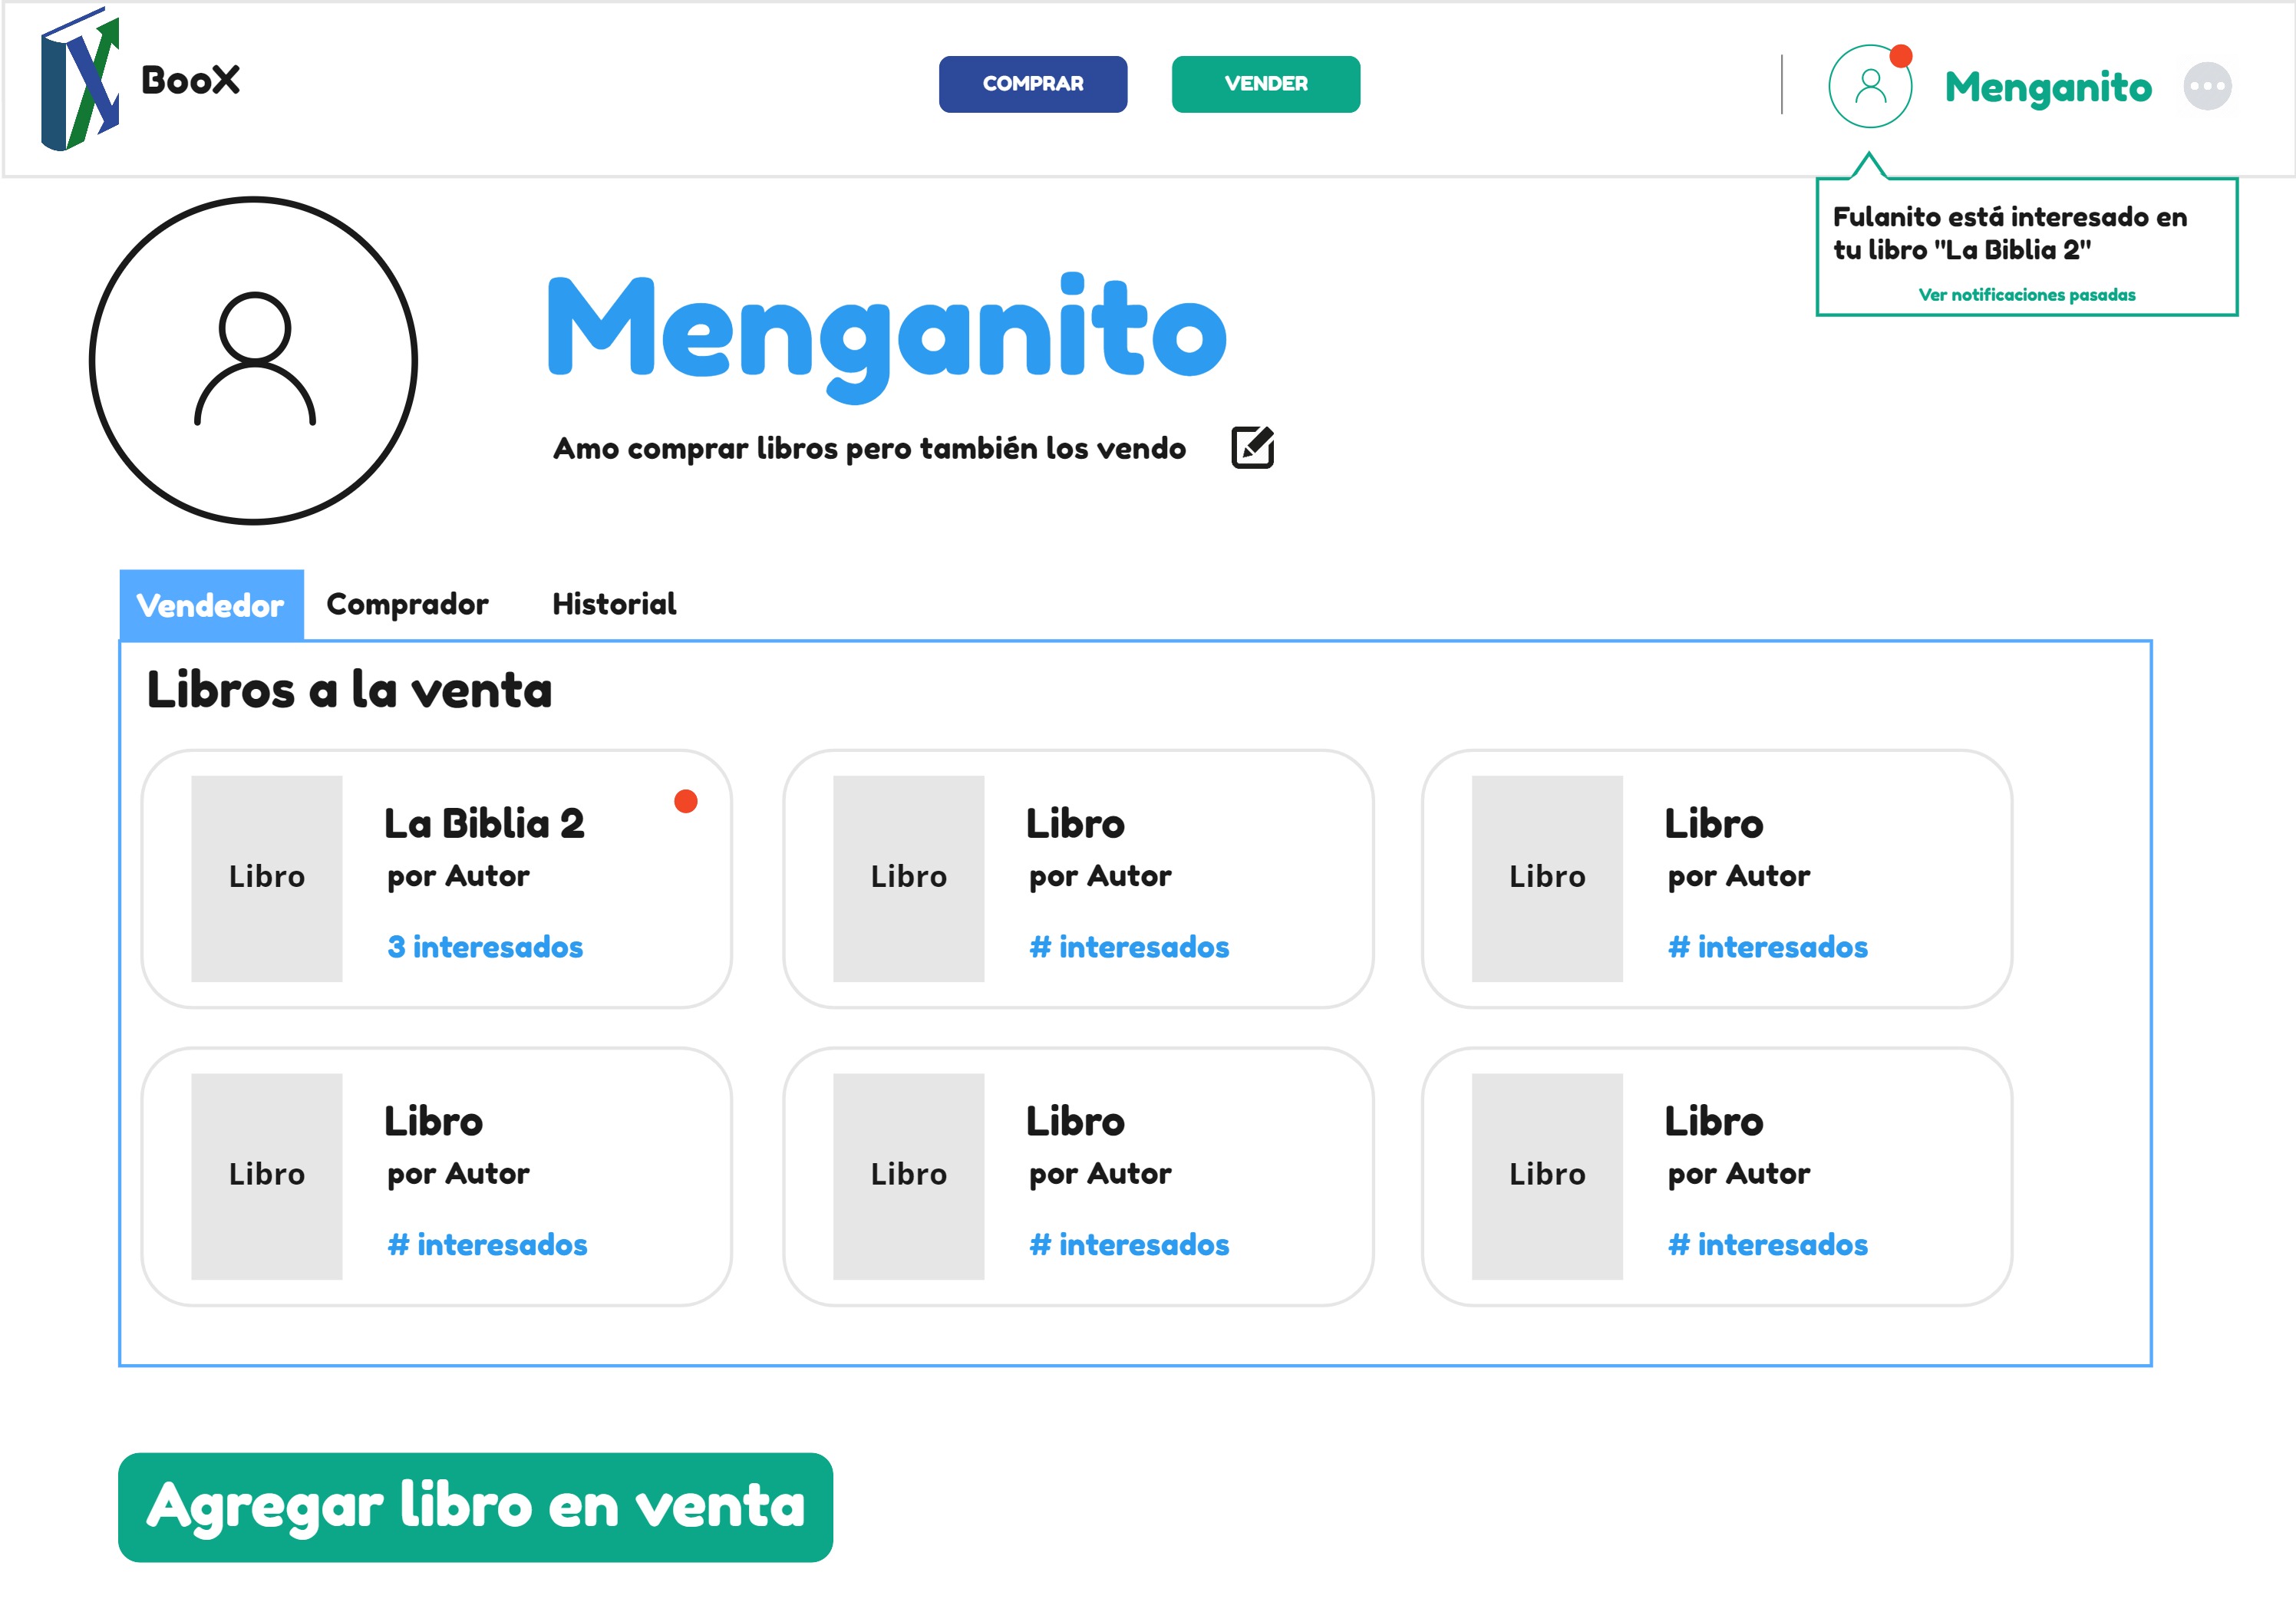 BooX
COMPRAR
VENDER
Menganito
Fulanito está interesado en
tu libro "La Biblia 2"
Ver notificaciones pasadas
Menganito
Amo comprar libros pero también los vendo
Vendedor
Comprador
Historial
Libros a la venta
Libro
La Biblia 2
por Autor
3 interesados
Libro
Libro
por Autor
# interesados
Libro
Libro
por Autor
# interesados
Libro
Libro
por Autor
# interesados
Libro
Libro
por Autor
# interesados
Libro
Libro
por Autor
# interesados
Agregar libro en venta